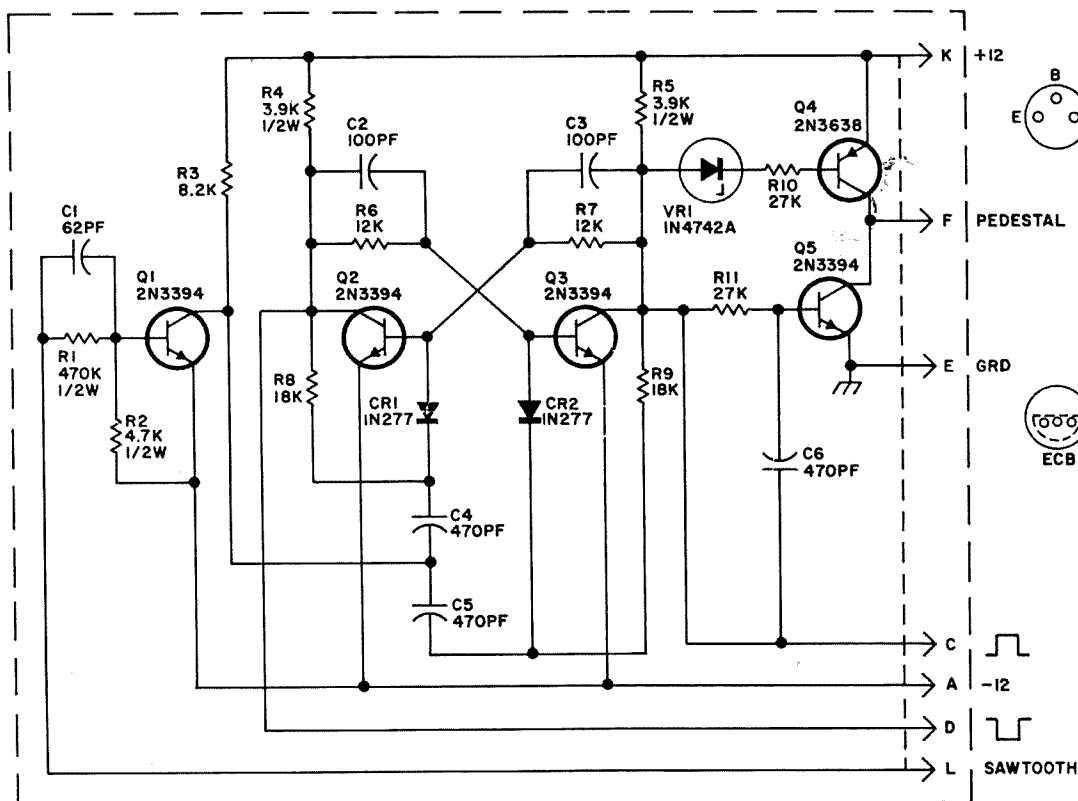 K +12
R4
3.9K
1/2W
R5
3.9K
1/2W
Q4
2N3638
B
E
C2
100PF
C3
100PF
R3
8.2K
R10
27K
VR1
1N4742A
C1
62PF
R6
12K
R7
12K
F PEDESTAL
Q1
2N3394
Q2
2N3394
Q3
2N3394
R11
27K
Q5
2N3394
R1
470K
1/2W
R8
18K
CR1
1N277
CR2
1N277
R9
18K
E GRD
R2
4.7K
1/2W
C6
470PF
ECB
C4
470PF
C5
470PF
C
A -12
D
L SAWTOOTH